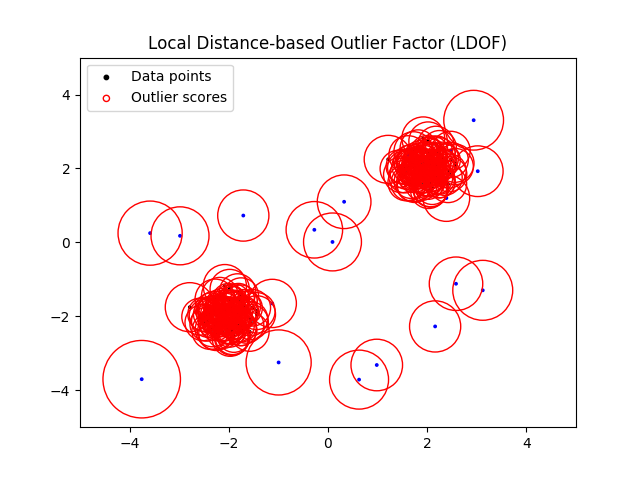 Local Distance-based Outlier Factor (LDOF)
Data points
Outlier scores
4
2
0
−2
−4
−4 −2 0 2 4